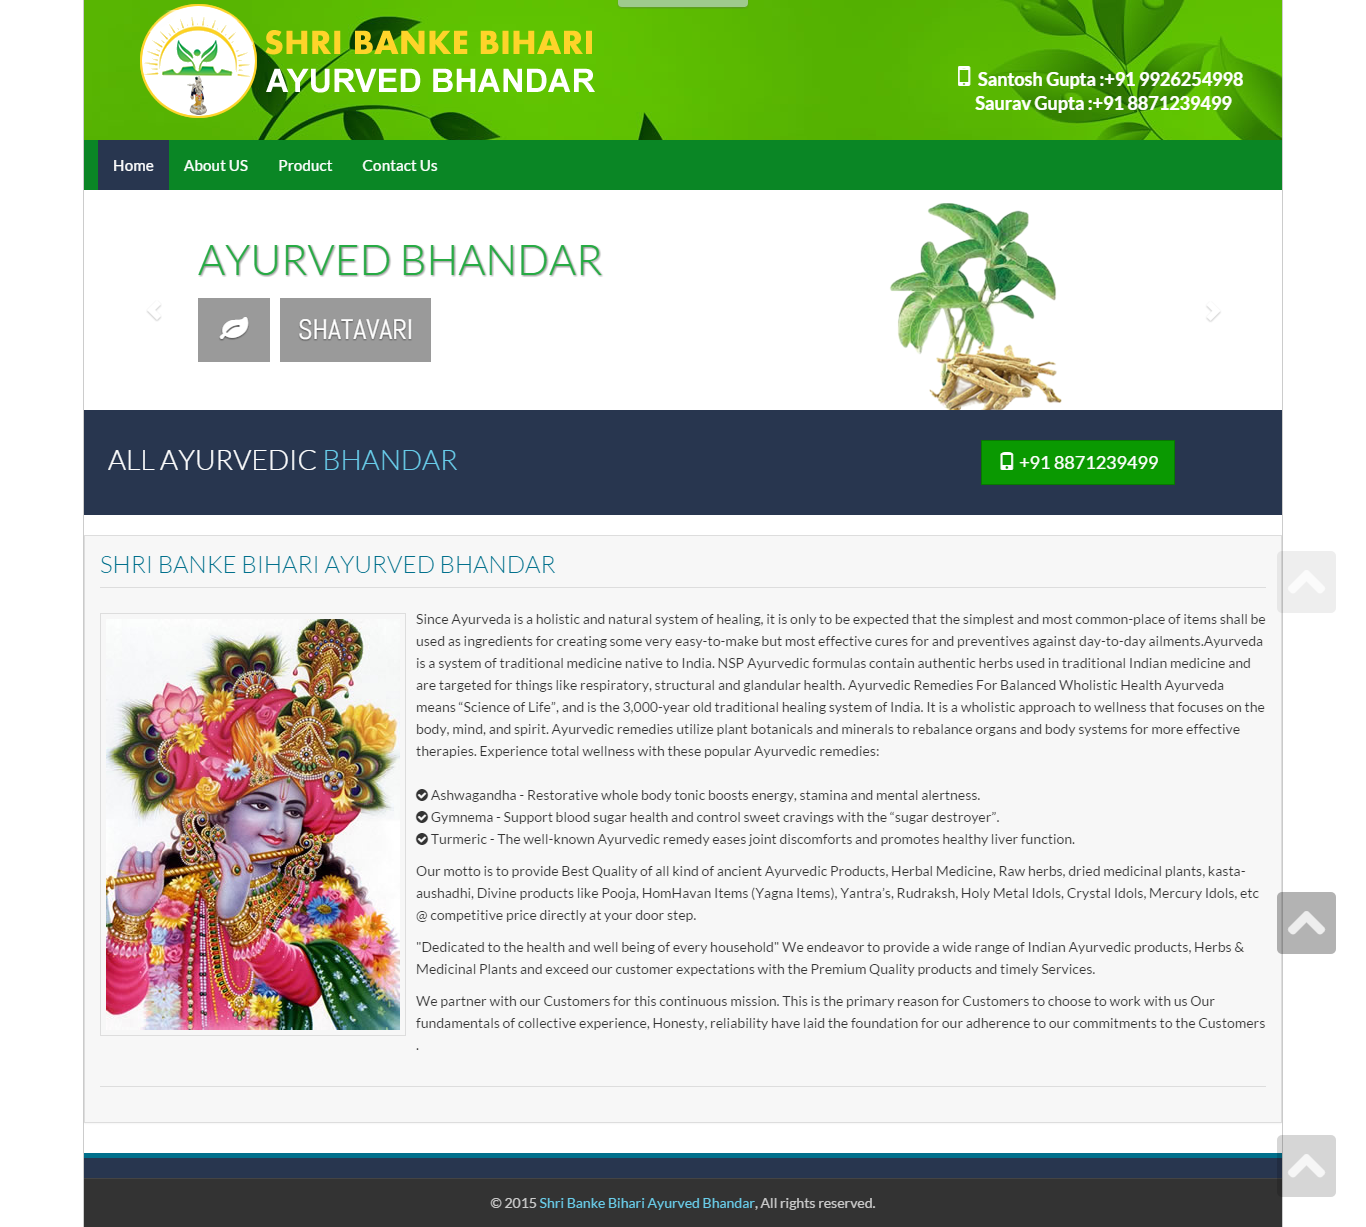 SHRI BANKE BIHARI
AYURVED BHANDAR
Santosh Gupta :+91 9926254998
Saurav Gupta :+91 8871239499
Home About US Product Contact Us
AYURVED BHANDAR
SHATAVARI
ALL AYURVEDIC BHANDAR
+91 8871239499
SHRI BANKE BIHARI AYURVED BHANDAR
Since Ayurveda is a holistic and natural system of healing, it is only to be expected that the simplest and most common-place of items shall be
used as ingredients for creating some very easy-to-make but most effective cures for and preventives against day-to-day ailments.Ayurveda
is a system of traditional medicine native to India. NSP Ayurvedic formulas contain authentic herbs used in traditional Indian medicine and
are targeted for things like respiratory, structural and glandular health. Ayurvedic Remedies For Balanced Wholistic Health Ayurveda
means “Science of Life”, and is the 3,000-year old traditional healing system of India. It is a wholistic approach to wellness that focuses on the
body, mind, and spirit. Ayurvedic remedies utilize plant botanicals and minerals to rebalance organs and body systems for more effective
therapies. Experience total wellness with these popular Ayurvedic remedies:
Ashwagandha - Restorative whole body tonic boosts energy, stamina and mental alertness.
Gymnema - Support blood sugar health and control sweet cravings with the “sugar destroyer”.
Turmeric - The well-known Ayurvedic remedy eases joint discomforts and promotes healthy liver function.
Our motto is to provide Best Quality of all kind of ancient Ayurvedic Products, Herbal Medicine, Raw herbs, dried medicinal plants, kasta-
aushadhi, Divine products like Pooja, HomHavan Items (Yagna Items), Yantra's, Rudraksh, Holy Metal Idols, Crystal Idols, Mercury Idols, etc
@ competitive price directly at your door step.
"Dedicated to the health and well being of every household" We endeavor to provide a wide range of Indian Ayurvedic products, Herbs &
Medicinal Plants and exceed our customer expectations with the Premium Quality products and timely Services.
We partner with our Customers for this continuous mission. This is the primary reason for Customers to choose to work with us Our
fundamentals of collective experience, Honesty, reliability have laid the foundation for our adherence to our commitments to the Customers
.
© 2015 Shri Banke Bihari Ayurved Bhandar, All rights reserved.